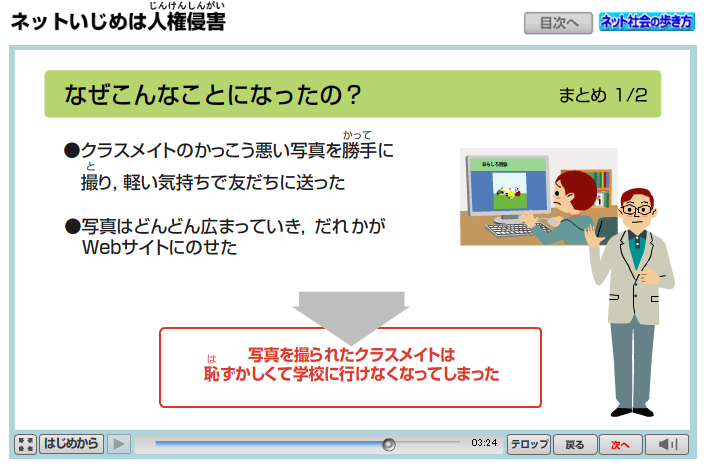 じんけんしんがい
ネットいじめは人権侵害
目次へ
ネット社会の歩き方
なぜこんなことになったの？
まとめ 1/2
かって
●クラスメイトのかっこう悪い写真を勝手に
と
撮り，軽い気持ちで友だちに送った
●写真はどんどん広まっていき，だれかが
Webサイトにのせた
写真を撮られたクラスメイトは
は
恥ずかしくて学校に行けなくなってしまった
はじめから
03:24
テロップ
戻る
次へ